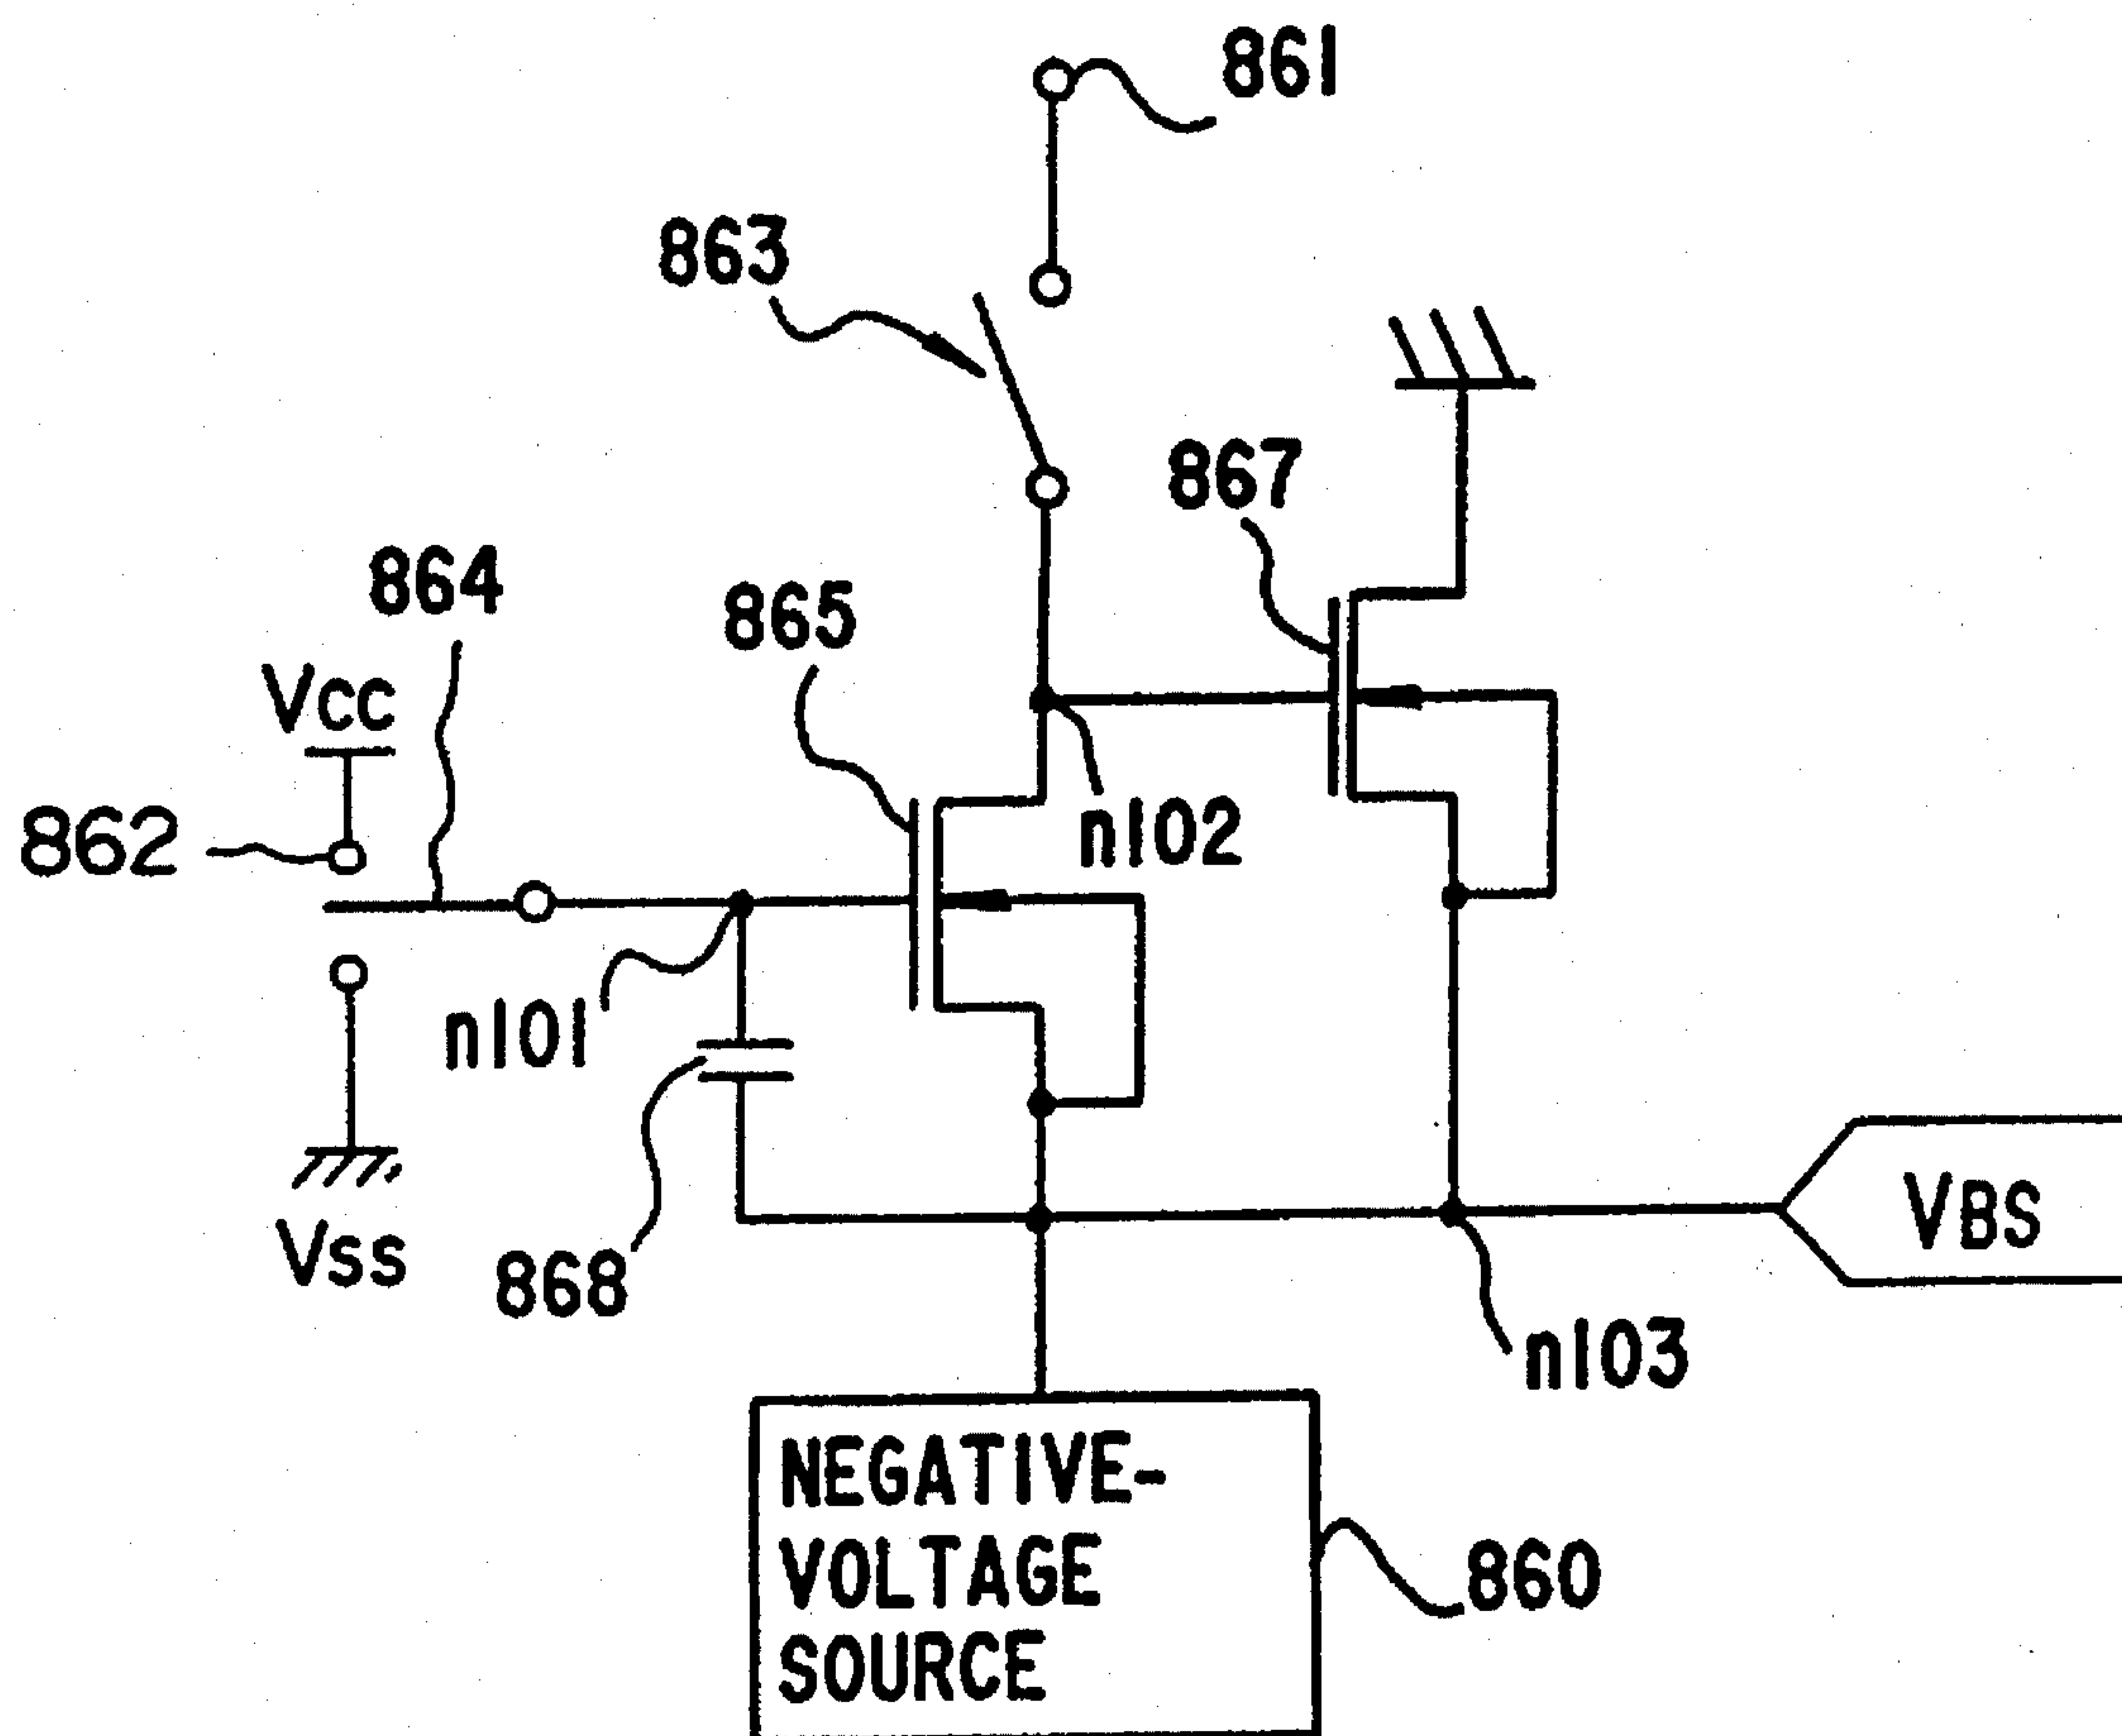 861
863
867
864
865
VCC
n102
862
n101
868
VSS
VBS
n103
NEGATIVE-
VOLTAGE
SOURCE
860